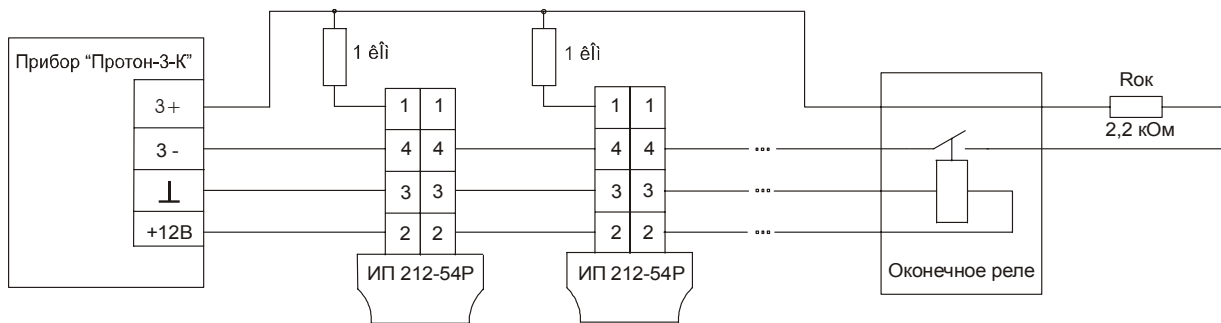 Прибор “Протон-3-К”
3+
3 -
⊥
+12В
1 êÎì
1 êÎì
1 1
4 4
3 3
2 2
ИП 212-54Р
1 1
4 4
3 3
2 2
ИП 212-54Р
...
...
...
Оконечное реле
Rок
2,2 кОм